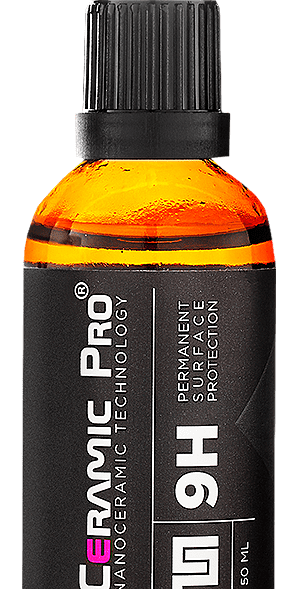 CERAMIC PRO®
NANOCERAMIC TECHNOLOGY
9H
PERMANENT
SURFACE
PROTECTION
50 ML